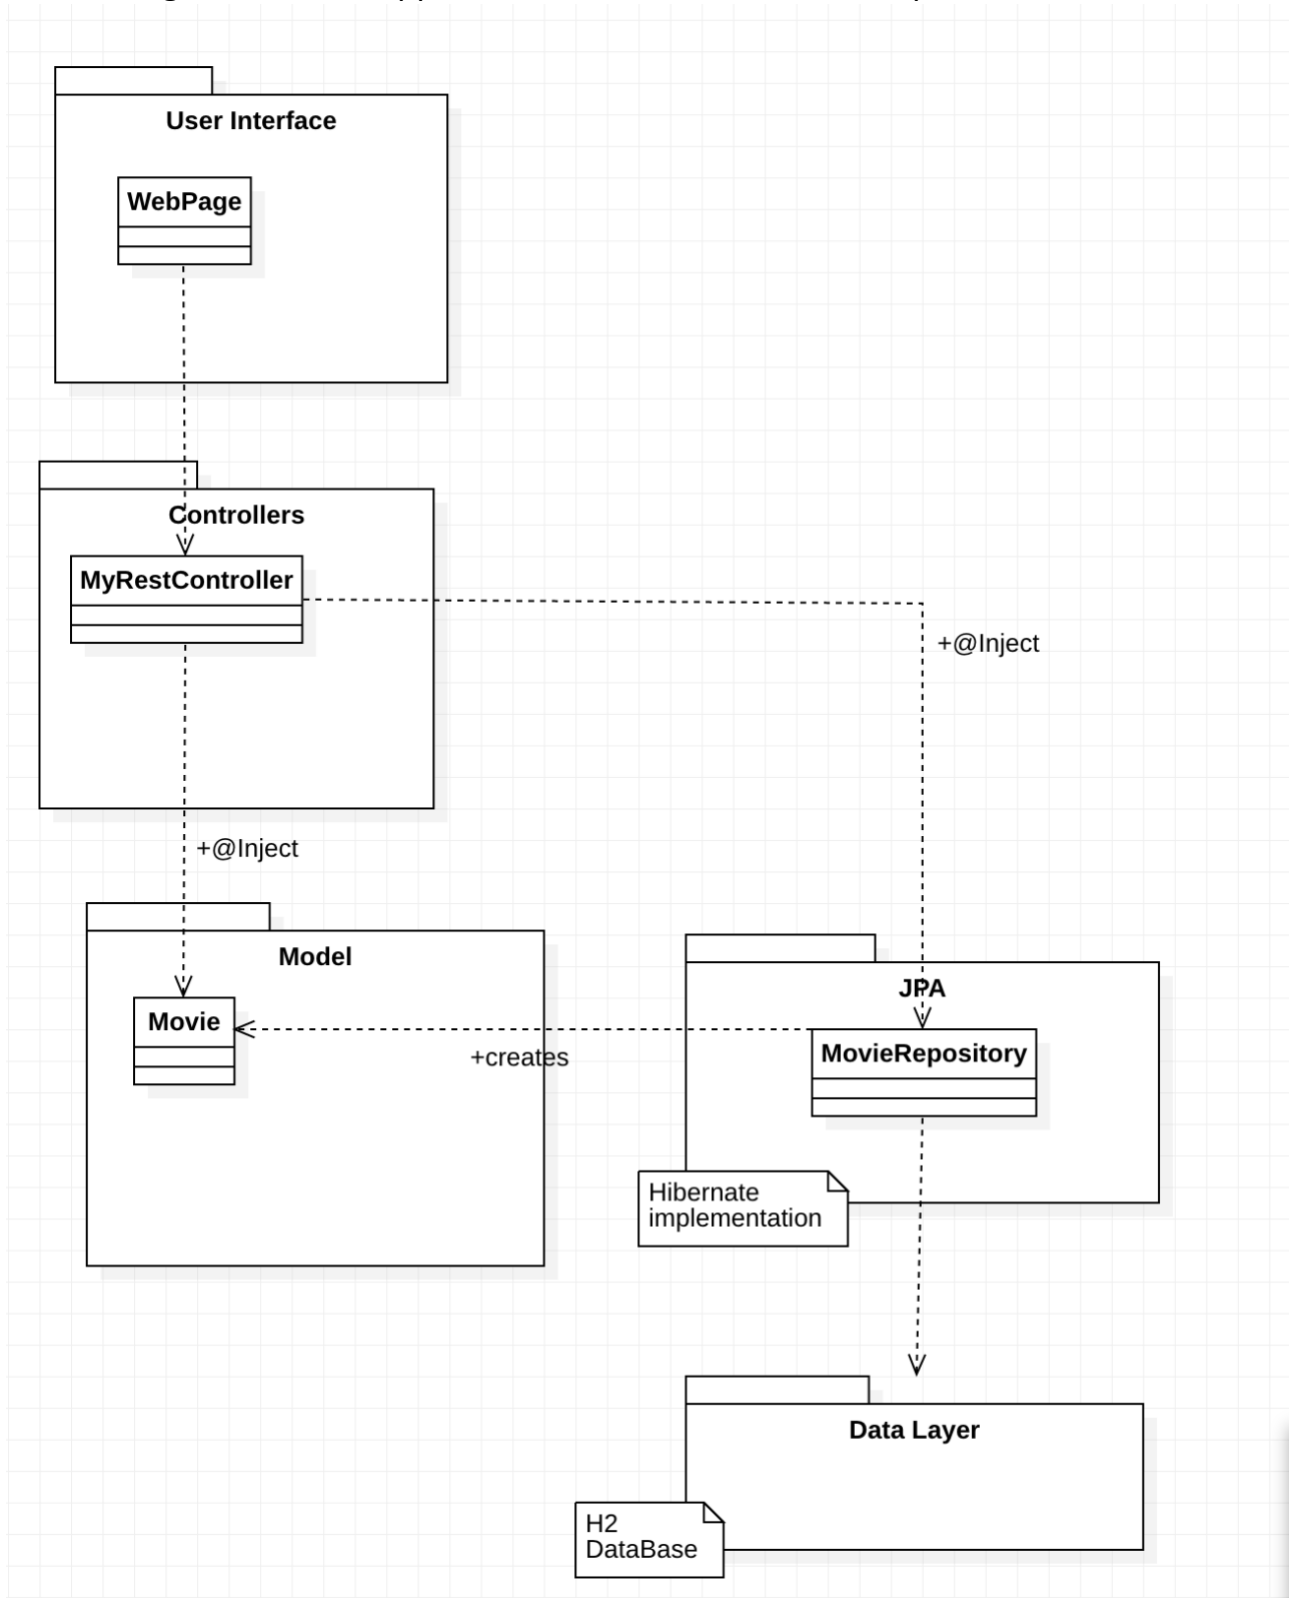 User Interface
WebPage
Controllers
MyRestController
+@Inject
+@Inject
Model
JPA
Movie
MovieRepository
+creates
Hibernate
implementation
Data Layer
H2
DataBase